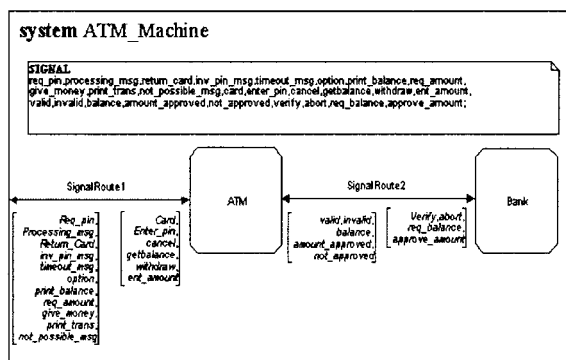 system ATM_Machine
SIGNAL
req_pin,processing_msg,return_card,inv_pin_msg,timeout_msg,option,print_balance,req_amount,
give_money,print_trans,not_possible_msg,card,enter_pin,cancel,getbalance,withdraw,ent_amount,
valid,invalid,balance,amount_approved,not_approved,verify,abort,req_balance,approve_amount;
SignalRoute1
ATM
SignalRoute2
Bank
Req_pin,
Processing_msg,
Return_Card,
inv_pin_msg,
timeout_msg,
option,
print_balance,
req_amount,
give_money,
print_trans,
not_possible_msg
Card,
Enter_pin,
cancel,
getbalance,
withdraw,
ent_amount
valid,invalid,
balance,
amount_approved,
not_approved
Verify,abort,
req_balance,
approve_amount